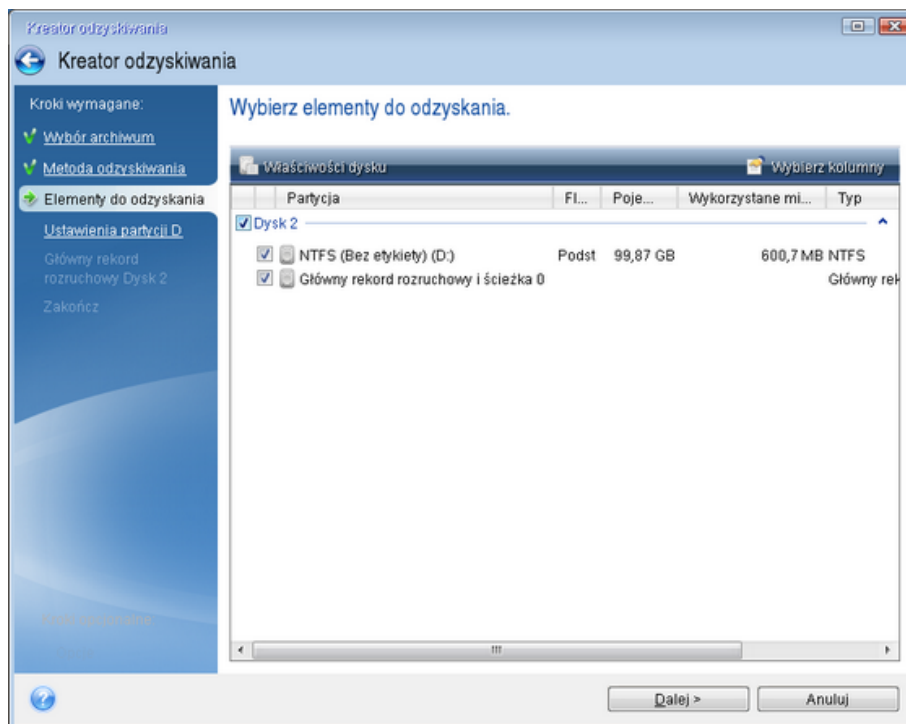 Kreator odzyskiwania
Kreator odzyskiwania
Kroki wymagane:
Wybór archiwum
Metoda odzyskiwania
Elementy do odzyskania
Ustawienia partycji D
Główny rekord
rozruchowy Dysk 2
Zakończ
Wybierz elementy do odzyskania.
Właściwości dysku
Wybierz kolumny
Partycja Fl... Poje... Wykorzystane mi... Typ
Dysk 2
NTFS (Bez etykiety) (D:) Podst 99,87 GB 600,7 MB NTFS
Główny rekord rozruchowy i ścieżka 0 Główny rek
Dalej > Anuluj